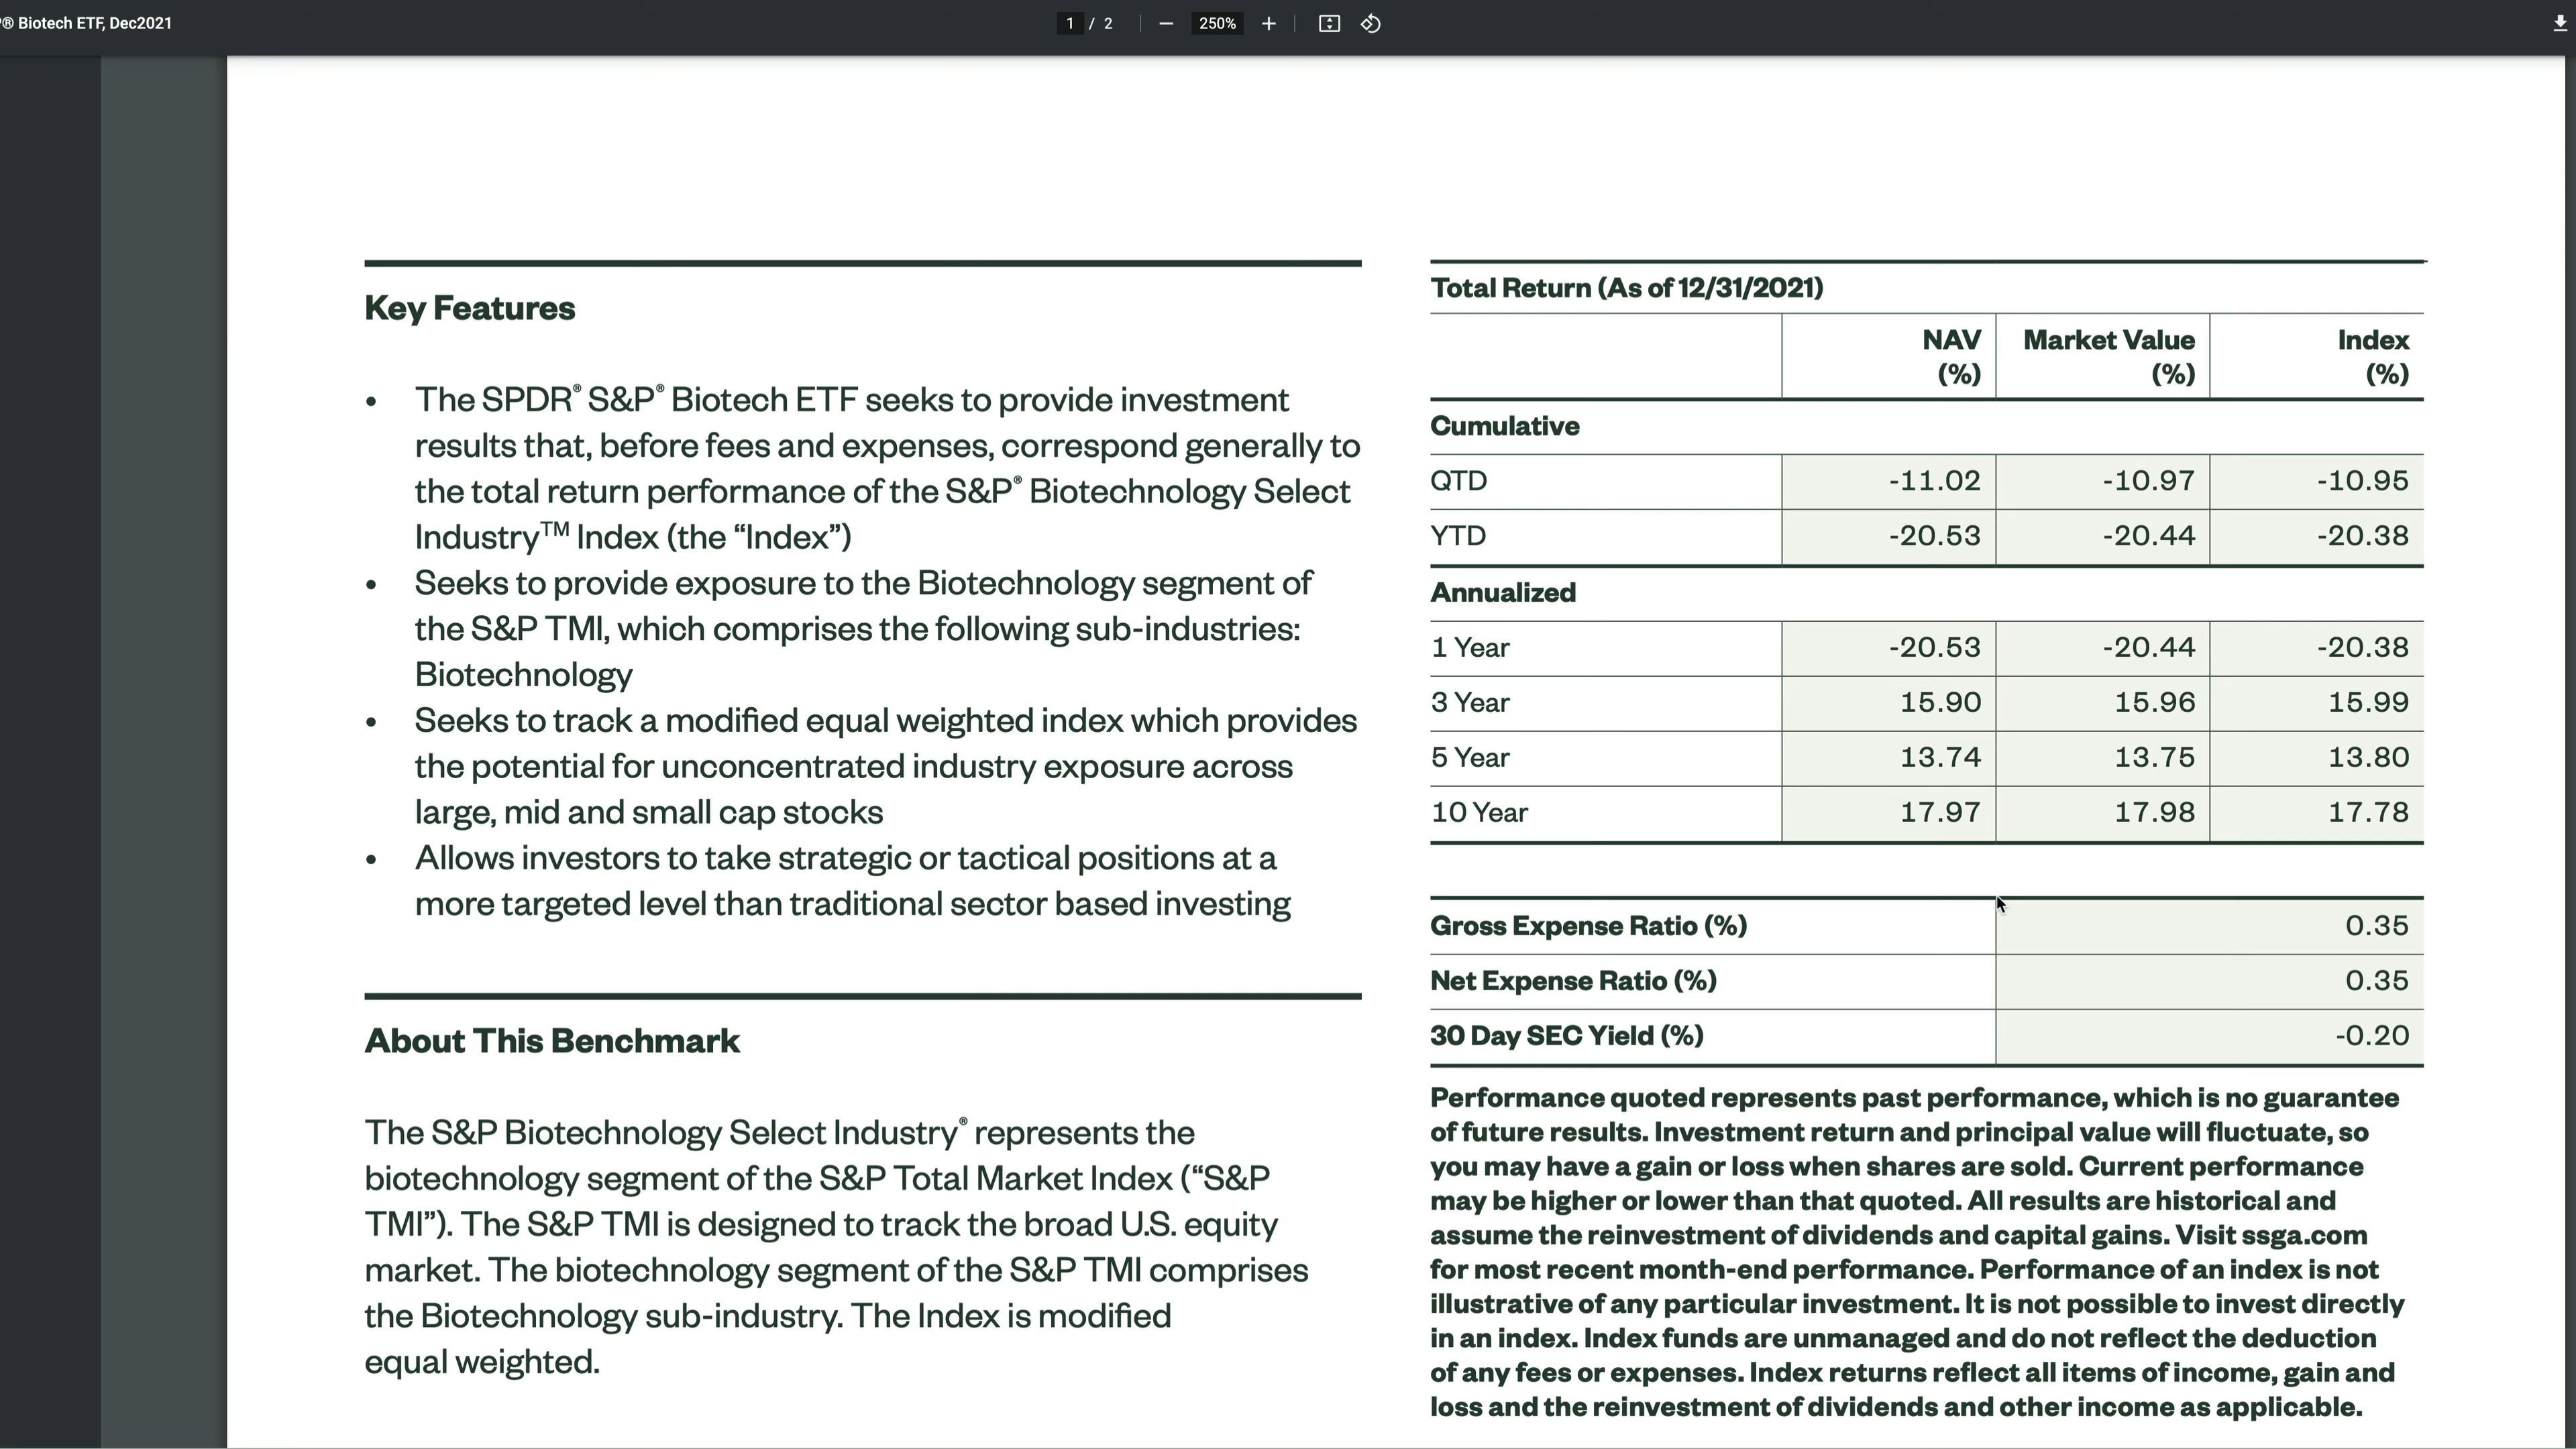 P® Biotech ETF, Dec2021
1 / 2
250%
Key Features
• The SPDR® S&P® Biotech ETF seeks to provide investment
results that, before fees and expenses, correspond generally to
the total return performance of the S&P® Biotechnology Select
Industry™ Index (the “Index”)
• Seeks to provide exposure to the Biotechnology segment of
the S&P TMI, which comprises the following sub-industries:
Biotechnology
• Seeks to track a modified equal weighted index which provides
the potential for unconcentrated industry exposure across
large, mid and small cap stocks
• Allows investors to take strategic or tactical positions at a
more targeted level than traditional sector based investing
About This Benchmark
The S&P Biotechnology Select Industry® represents the
biotechnology segment of the S&P Total Market Index (“S&P
TMI”). The S&P TMI is designed to track the broad U.S. equity
market. The biotechnology segment of the S&P TMI comprises
the Biotechnology sub-industry. The Index is modified
equal weighted.
Total Return (As of 12/31/2021)
NAV Market Value Index
(%) (%) (%)
Cumulative
QTD -11.02 -10.97 -10.95
YTD -20.53 -20.44 -20.38
Annualized
1 Year -20.53 -20.44 -20.38
3 Year 15.90 15.96 15.99
5 Year 13.74 13.75 13.80
10 Year 17.97 17.98 17.78
Gross Expense Ratio (%) 0.35
Net Expense Ratio (%) 0.35
30 Day SEC Yield (%) -0.20
Performance quoted represents past performance, which is no guarantee
of future results. Investment return and principal value will fluctuate, so
you may have a gain or loss when shares are sold. Current performance
may be higher or lower than that quoted. All results are historical and
assume the reinvestment of dividends and capital gains. Visit ssga.com
for most recent month-end performance. Performance of an index is not
illustrative of any particular investment. It is not possible to invest directly
in an index. Index funds are unmanaged and do not reflect the deduction
of any fees or expenses. Index returns reflect all items of income, gain and
loss and the reinvestment of dividends and other income as applicable.